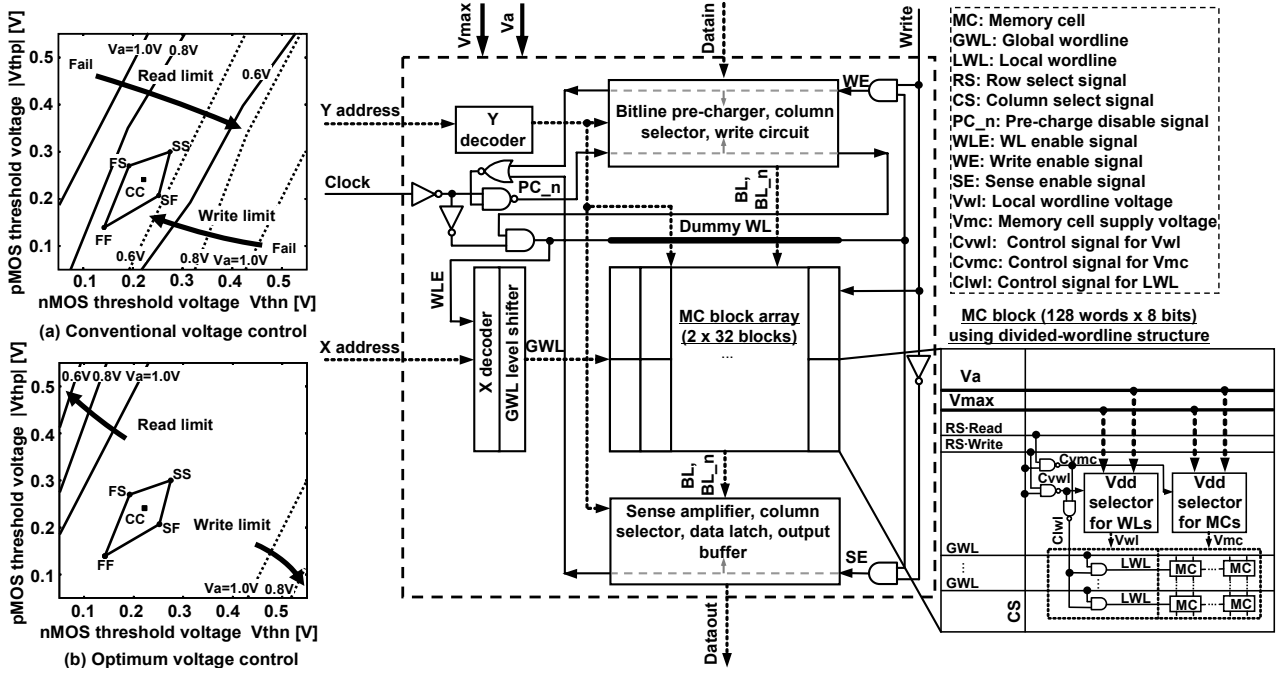 pMOS threshold voltage |Vthp| [V]
0.5
0.4
0.3
0.2
0.1
Va=1.0V
0.8V
0.6V
Fail
Read limit
FS
SS
CC
SF
FF
Write limit
Fail
0.6V
0.8V
Va=1.0V
0.1 0.2 0.3 0.4 0.5
nMOS threshold voltage Vthn [V]
(a) Conventional voltage control
pMOS threshold voltage |Vthp| [V]
0.5
0.4
0.3
0.2
0.1
0.6V 0.8V Va=1.0V
Read limit
FS
SS
CC
SF
FF
Write limit
Va=1.0V
0.8V
0.1 0.2 0.3 0.4 0.5
nMOS threshold voltage Vthn [V]
(b) Optimum voltage control
Vmax
Va
Datain
Write
Y address
Y
decoder
Bitline pre-charger, column
selector, write circuit
WE
Clock
PC_n
BL,
BL_n
Dummy WL
WLE
X address
X decoder
GWL level shifter
GWL
MC block array
(2 x 32 blocks)
...
BL,
BL_n
Sense amplifier, column
selector, data latch, output
buffer
SE
Dataout
MC: Memory cell
GWL: Global wordline
LWL: Local wordline
RS: Row select signal
CS: Column select signal
PC_n: Pre-charge disable signal
WLE: WL enable signal
WE: Write enable signal
SE: Sense enable signal
Vwl: Local wordline voltage
Vmc: Memory cell supply voltage
Cvwl: Control signal for Vwl
Cvmc: Control signal for Vmc
Clwl: Control signal for LWL
MC block (128 words x 8 bits)
using divided-wordline structure
Va
Vmax
RS·Read
RS·Write
Cvmc
Cvwl
Clwl
Vdd
selector
for WLs
Vdd
selector
for MCs
Vwl
Vmc
GWL
LWL
MC
MC
GWL
LWL
MC
MC
CS